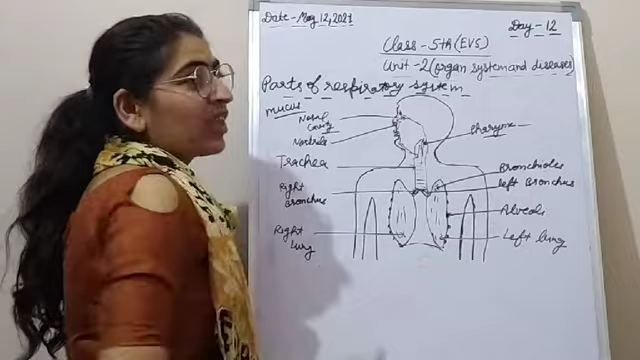 Date - May 12, 2021
Day - 12
Class - 5th (EVS)
Unit - 2 (organ system and diseases)
Parts of respiratory system
mucus
Nasal
Cavity
Nostrils
Pharynx
Trachea
Bronchioles
Right
Bronchus
Left Bronchus
Alveoli
Right
lung
Left lung